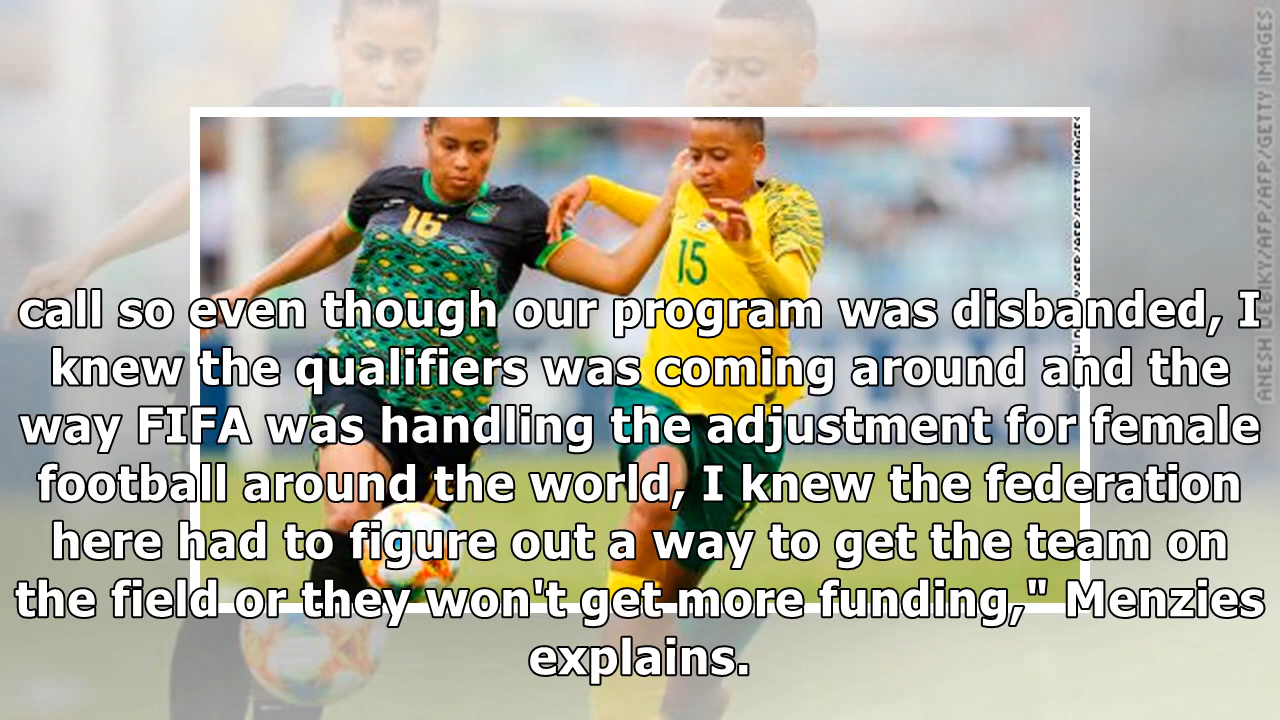 call so even though our program was disbanded, I
knew the qualifiers was coming around and the
way FIFA was handling the adjustment for female
football around the world, I knew the federation
here had to figure out a way to get the team on
the field or they won't get more funding," Menzies
explains.
16
15
ANESH DEBIKY/AFP/AFP/GETTY IMAGES